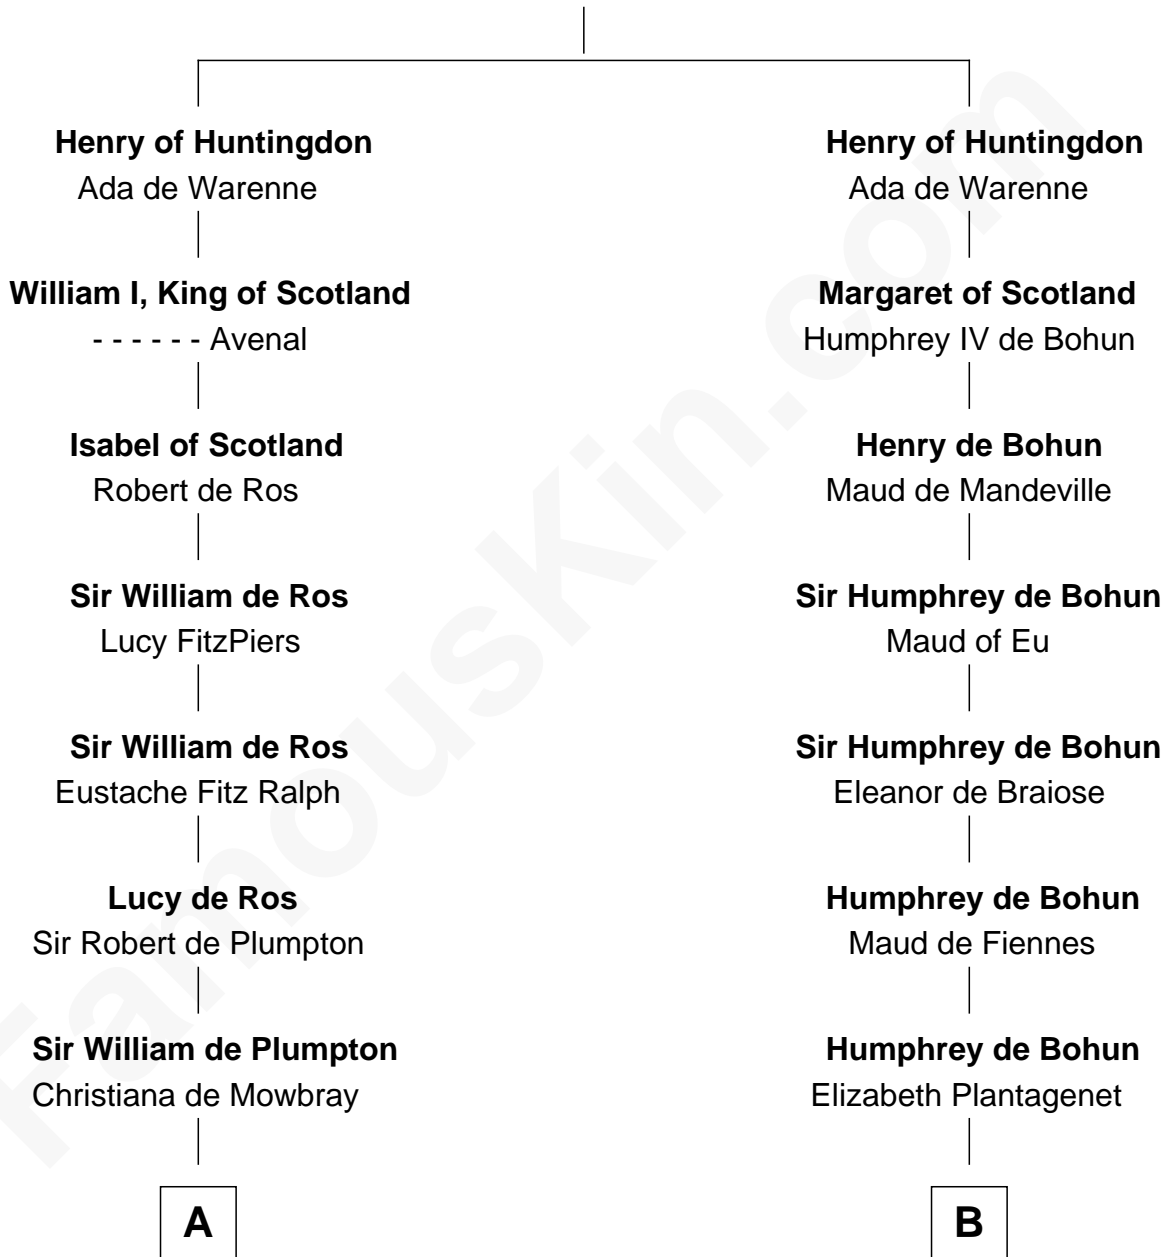 Henry of Huntingdon
Ada de Warenne
William I, King of Scotland
- - - - - - Avenal
Isabel of Scotland
Robert de Ros
Sir William de Ros
Lucy FitzPiers
Sir William de Ros
Eustache Fitz Ralph
Lucy de Ros
Sir Robert de Plumpton
Sir William de Plumpton
Christiana de Mowbray
A
Henry of Huntingdon
Ada de Warenne
Margaret of Scotland
Humphrey IV de Bohun
Henry de Bohun
Maud de Mandeville
Sir Humphrey de Bohun
Maud of Eu
Sir Humphrey de Bohun
Eleanor de Braiose
Humphrey de Bohun
Maud de Fiennes
Humphrey de Bohun
Elizabeth Plantagenet
B
FamousKin.com